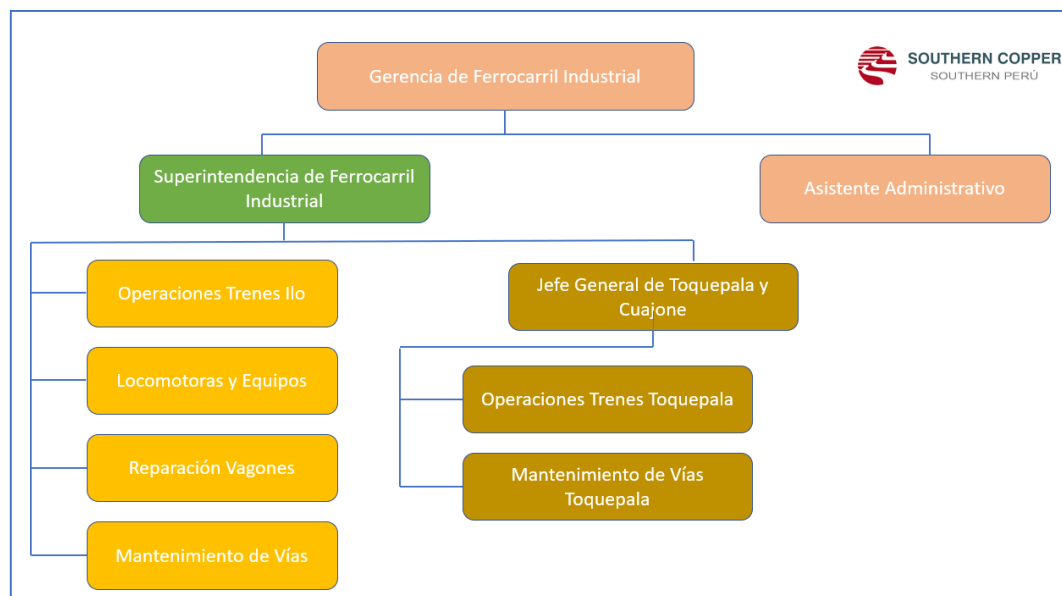 Gerencia de Ferrocarril Industrial
SOUTHERN COPPER
SOUTHERN PERÚ
Superintendencia de Ferrocarril
Industrial
Asistente Administrativo
Operaciones Trenes Ilo
Jefe General de Toquepala y
Cuajone
Locomotoras y Equipos
Operaciones Trenes Toquepala
Reparación Vagones
Mantenimiento de Vías
Toquepala
Mantenimiento de Vías